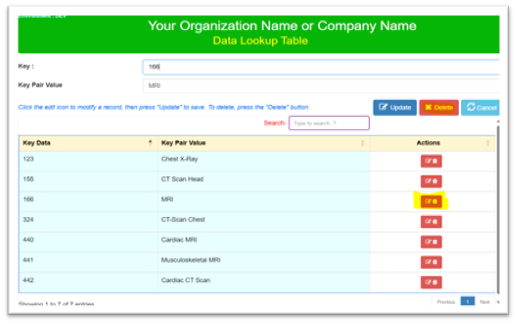 Your Organization Name or Company Name
Data Lookup Table
Key :
166
Key Pair Value
MRI
Click the edit icon to modify a record, then press "Update" to save. To delete, press the "Delete" button.
Update
Delete
Cancel
Search: Type to search ?
Key Data Key Pair Value Actions
123 Chest X-Ray
155 CT Scan Head
166 MRI
324 CT-Scan Chest
440 Cardiac MRI
441 Musculoskeletal MRI
442 Cardiac CT Scan
Showing 1 to 7 of 7 entries
Previous 1 Next